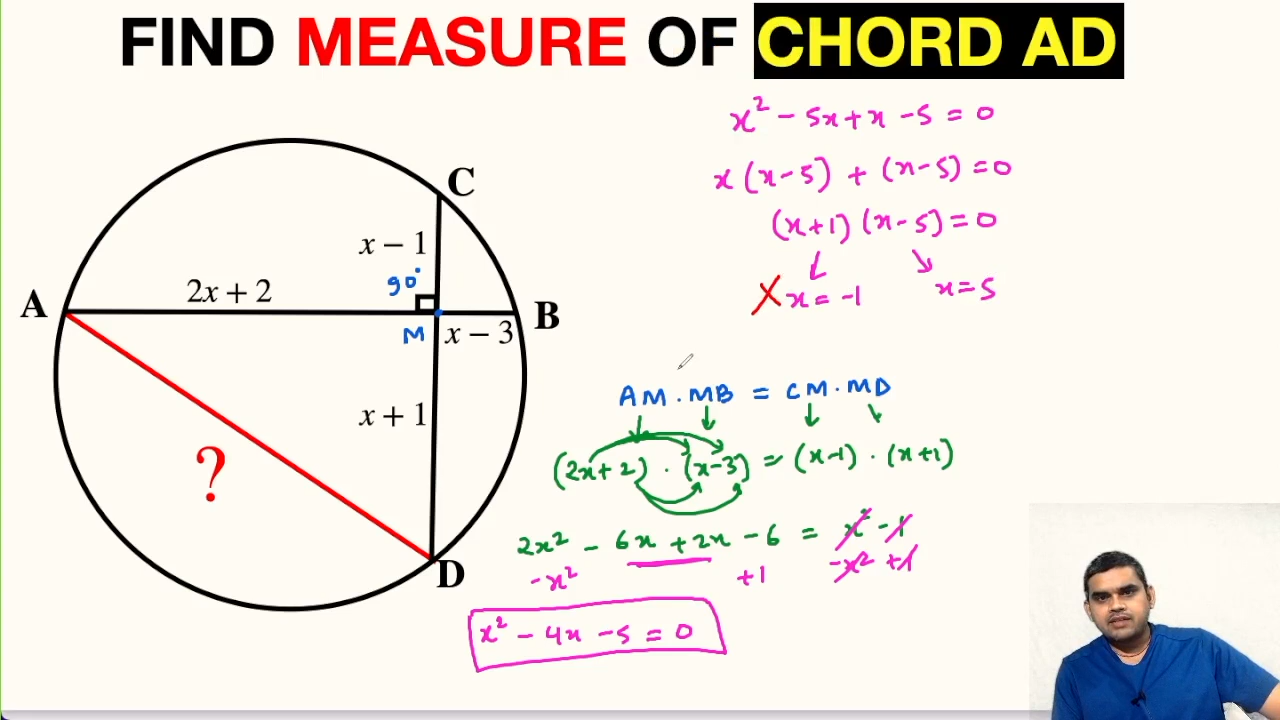 FIND MEASURE OF CHORD AD
x² - 5x + x - 5 = 0
x (x - 5) + (x - 5) = 0
(x + 1) (x - 5) = 0
x = -1
x = 5
C
x − 1
90°
2x + 2
A
B
M
x − 3
x + 1
?
D
AM . MB = CM . MD
(2x + 2) . (x - 3) = (x - 1) . (x + 1)
2x² - 6x + 2x - 6 = x² - 1
-x² +1 -x² +1
x² - 4x - 5 = 0